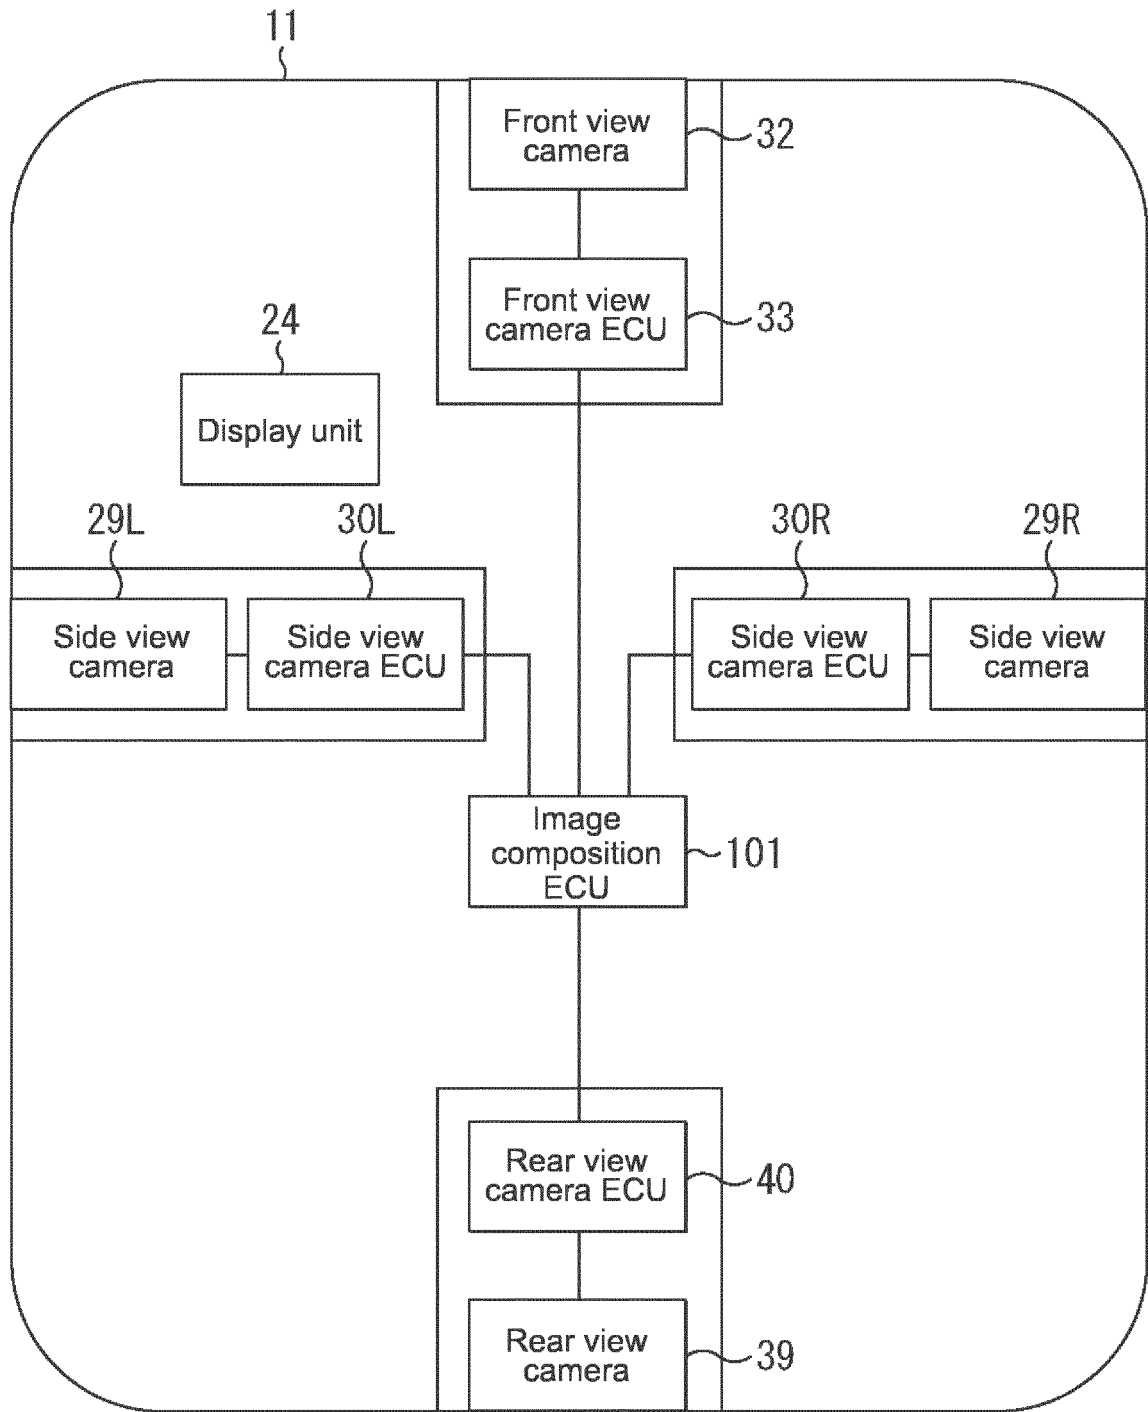 11
Front view
camera
32
Front view
camera ECU
33
24
Display unit
29L
30L
30R
29R
Side view
camera
Side view
camera ECU
Side view
camera ECU
Side view
camera
Image
composition
ECU
101
Rear view
camera ECU
40
Rear view
camera
39